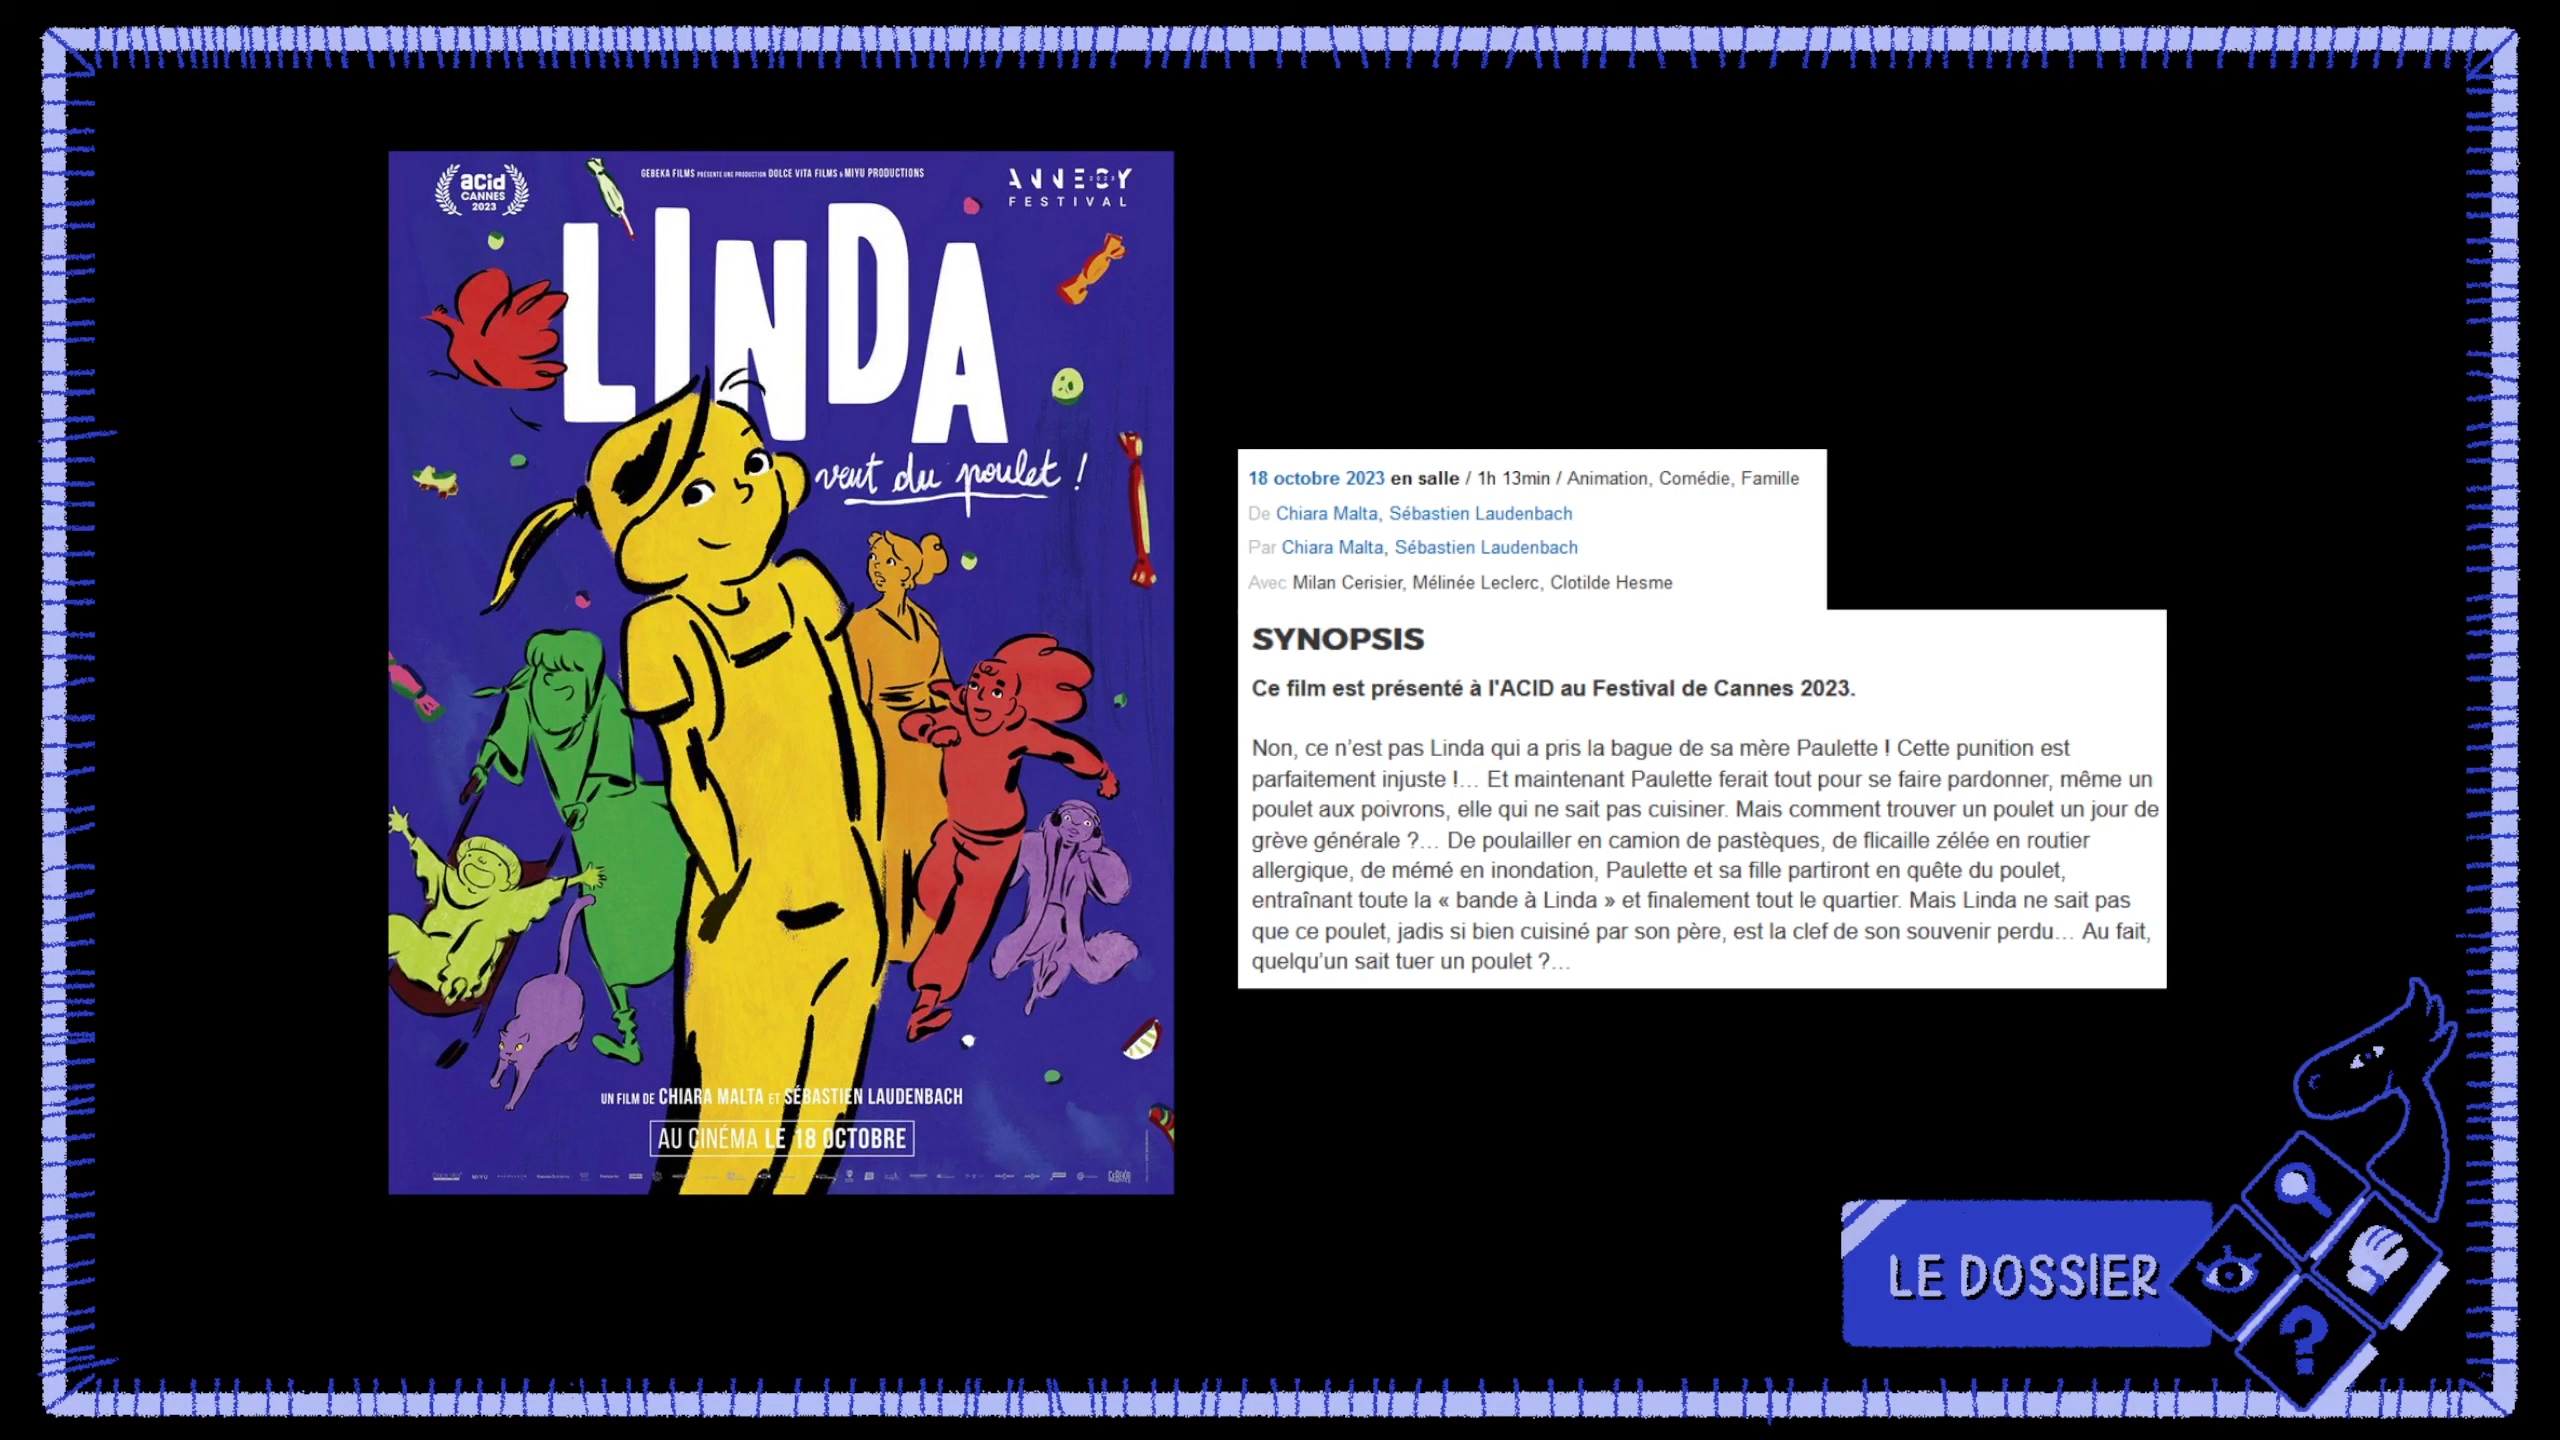 acid
CANNES
2023
GEBEKA FILMS PRÉSENTE UNE PRODUCTION DOLCE VITA FILMS & MIYU PRODUCTIONS
ANNECY
2023
FESTIVAL
LINDA
veut du poulet !
UN FILM DE CHIARA MALTA ET SÉBASTIEN LAUDENBACH
AU CINÉMA LE 18 OCTOBRE
MIYU
GEBEKA
18 octobre 2023 en salle / 1h 13min / Animation, Comédie, Famille
De Chiara Malta, Sébastien Laudenbach
Par Chiara Malta, Sébastien Laudenbach
Avec Milan Cerisier, Mélinée Leclerc, Clotilde Hesme
SYNOPSIS
Ce film est présenté à l'ACID au Festival de Cannes 2023.
Non, ce n’est pas Linda qui a pris la bague de sa mère Paulette ! Cette punition est
parfaitement injuste !… Et maintenant Paulette ferait tout pour se faire pardonner, même un
poulet aux poivrons, elle qui ne sait pas cuisiner. Mais comment trouver un poulet un jour de
grève générale ?… De poulailler en camion de pastèques, de flicaille zélée en routier
allergique, de mémé en inondation, Paulette et sa fille partiront en quête du poulet,
entraînant toute la « bande à Linda » et finalement tout le quartier. Mais Linda ne sait pas
que ce poulet, jadis si bien cuisiné par son père, est la clef de son souvenir perdu… Au fait,
quelqu’un sait tuer un poulet ?…
LE DOSSIER
?